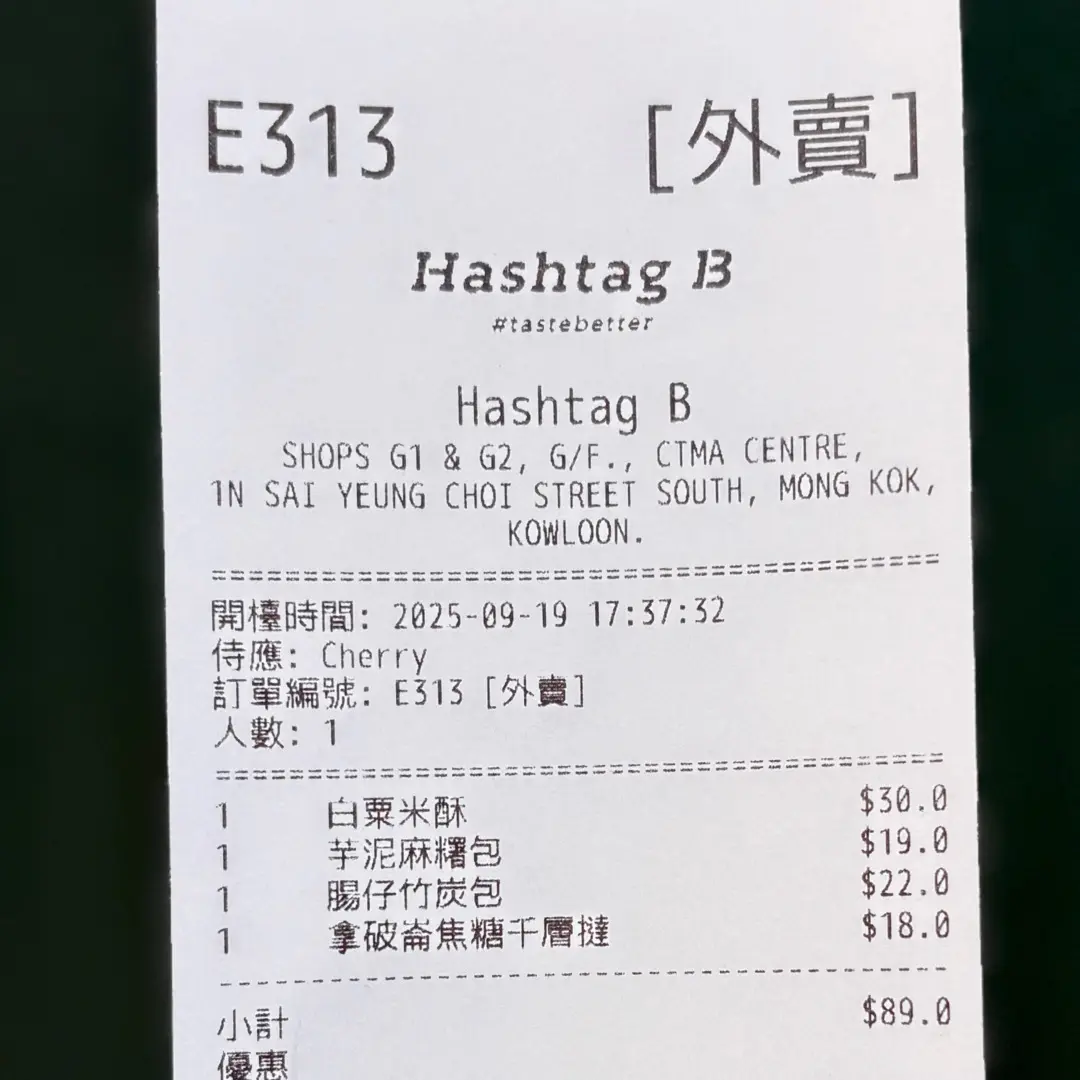 E313 [外賣]
Hashtag B
#tastebetter
Hashtag B
SHOPS G1 & G2, G/F., CTMA CENTRE,
1N SAI YEUNG CHOI STREET SOUTH, MONG KOK,
KOWLOON.
開檯時間: 2025-09-19 17:37:32
侍應: Cherry
訂單編號: E313 [外賣]
人數: 1
1 白粟米酥 $30.0
1 芋泥麻糬包 $19.0
1 腸仔竹炭包 $22.0
1 拿破崙焦糖千層撻 $18.0
小計 $89.0
優惠